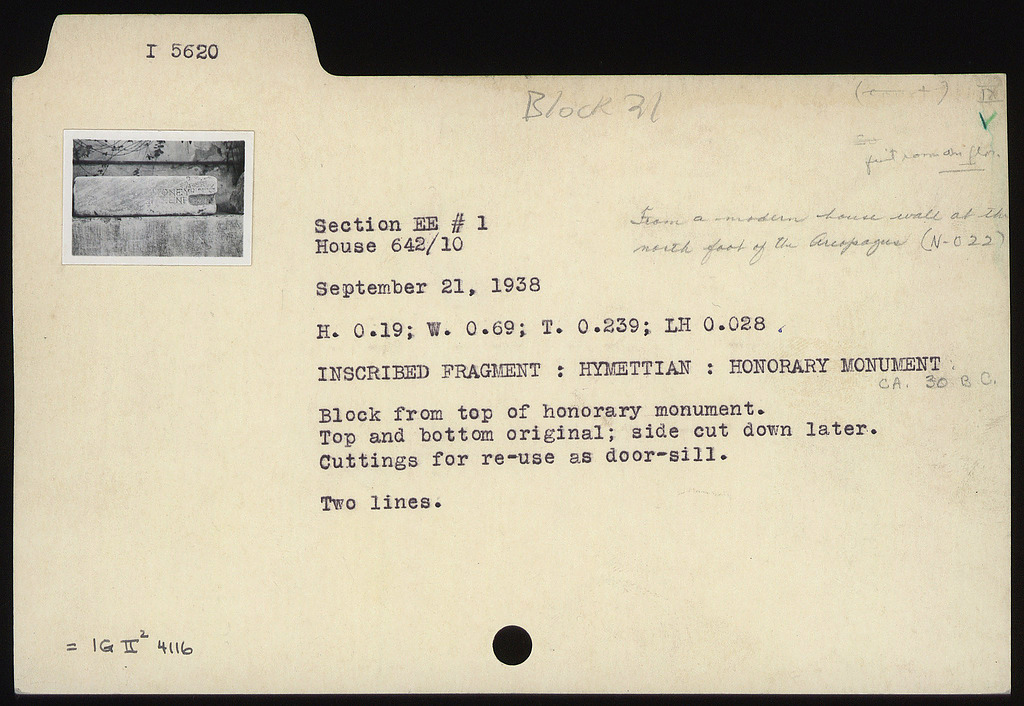 I 5620
Block 21
IX
Section EE # 1
House 642/10
From a modern house wall at the
north foot of the Areopagus (N-022)
September 21, 1938
H. 0.19; W. 0.69; T. 0.239; LH 0.028
INSCRIBED FRAGMENT : HYMETTIAN : HONORARY MONUMENT
CA. 30 B C.
Block from top of honorary monument.
Top and bottom original; side cut down later.
Cuttings for re-use as door-sill.
Two lines.
= IG II² 4116